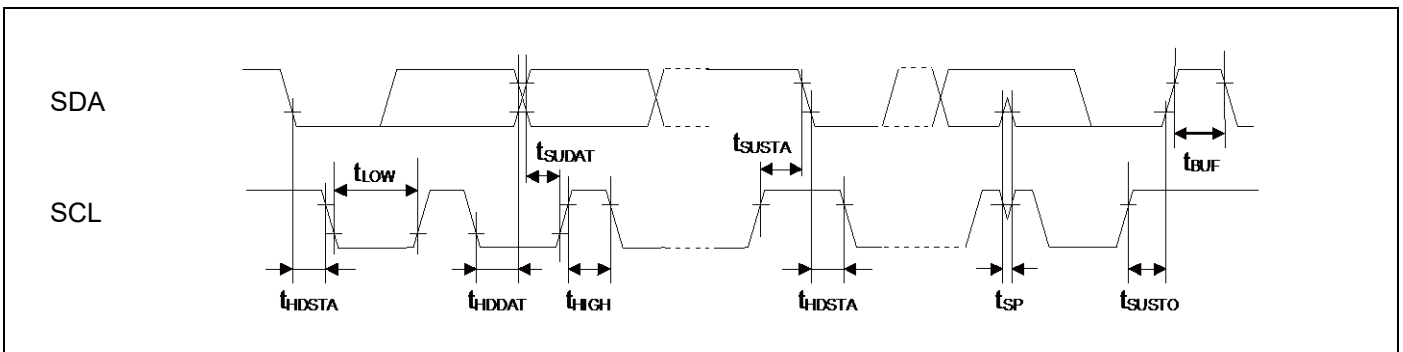 SDA
tSUDAT
tSUSTA
tBUF
tLOW
SCL
tHDSTA
tHDDAT
tHIGH
tHDSTA
tSP
tSUSTO